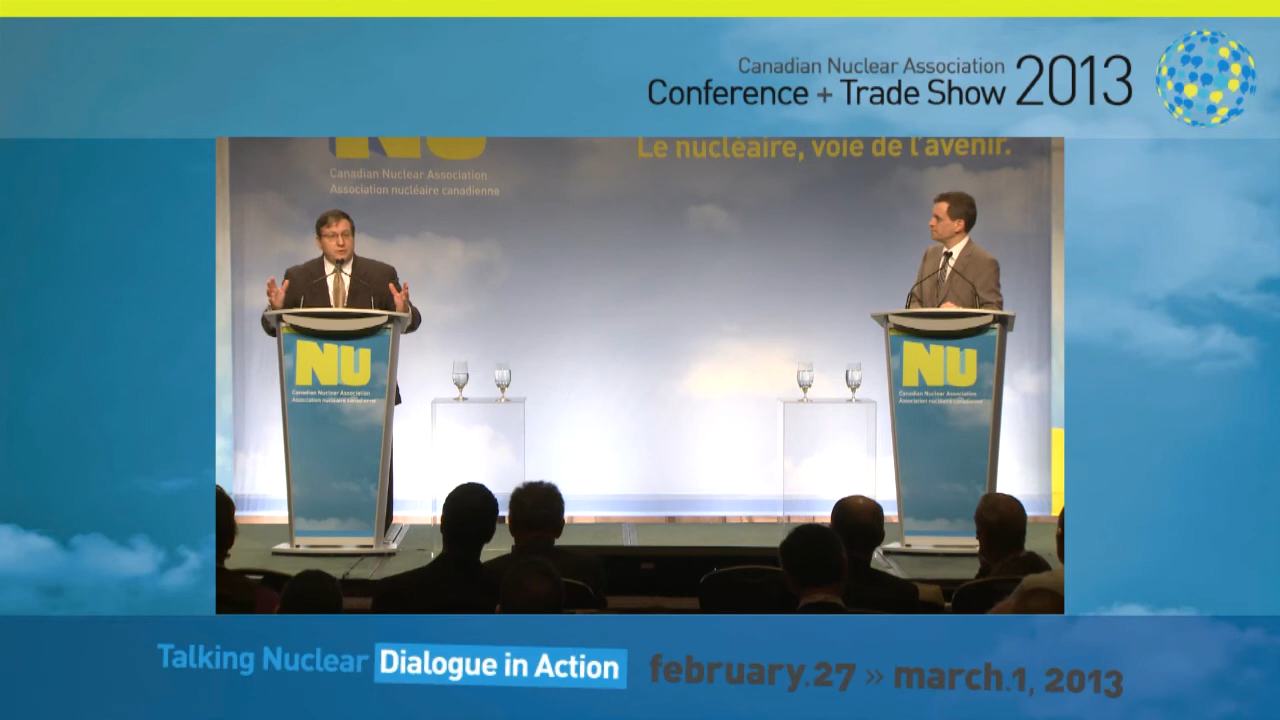 Canadian Nuclear Association
Conference + Trade Show 2013
NU
Le nucléaire, voie de l'avenir.
Canadian Nuclear Association
Association nucléaire canadienne
NU
Canadian Nuclear Association
Association nucléaire canadienne
NU
Canadian Nuclear Association
Association nucléaire canadienne
Talking Nuclear Dialogue in Action february.27 » march.1, 2013